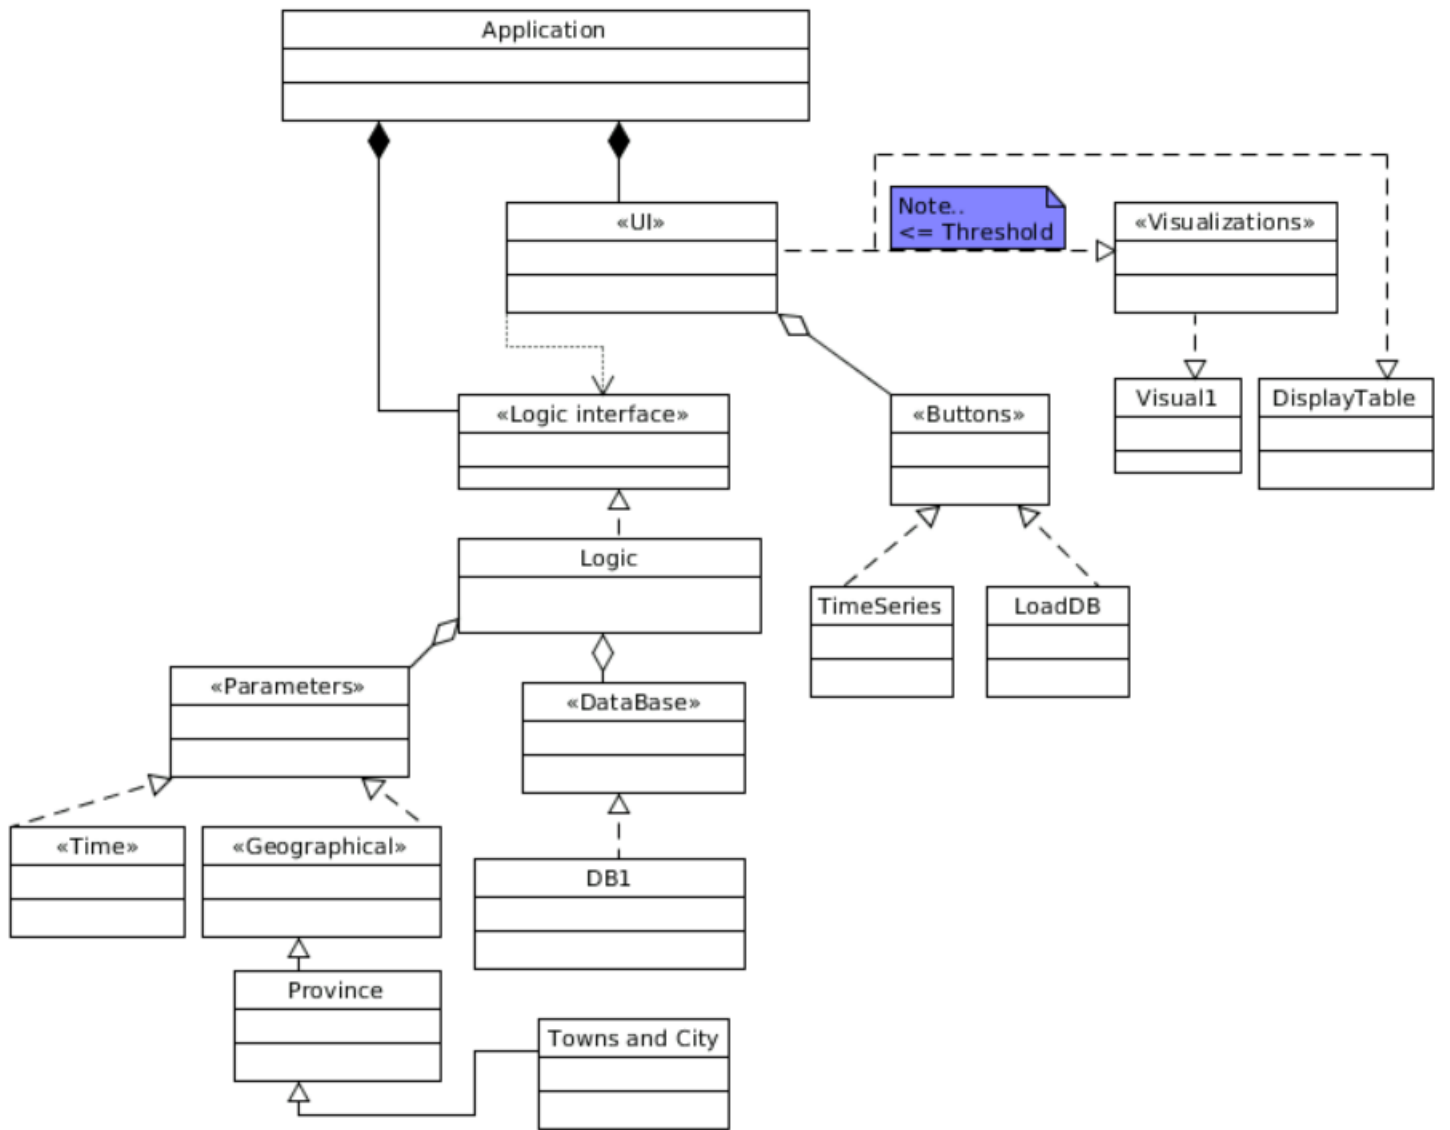 Application
«UI»
Note..
<= Threshold
«Visualizations»
«Logic interface»
«Buttons»
Visual1
DisplayTable
Logic
TimeSeries
LoadDB
«Parameters»
«DataBase»
«Time»
«Geographical»
DB1
Province
Towns and City